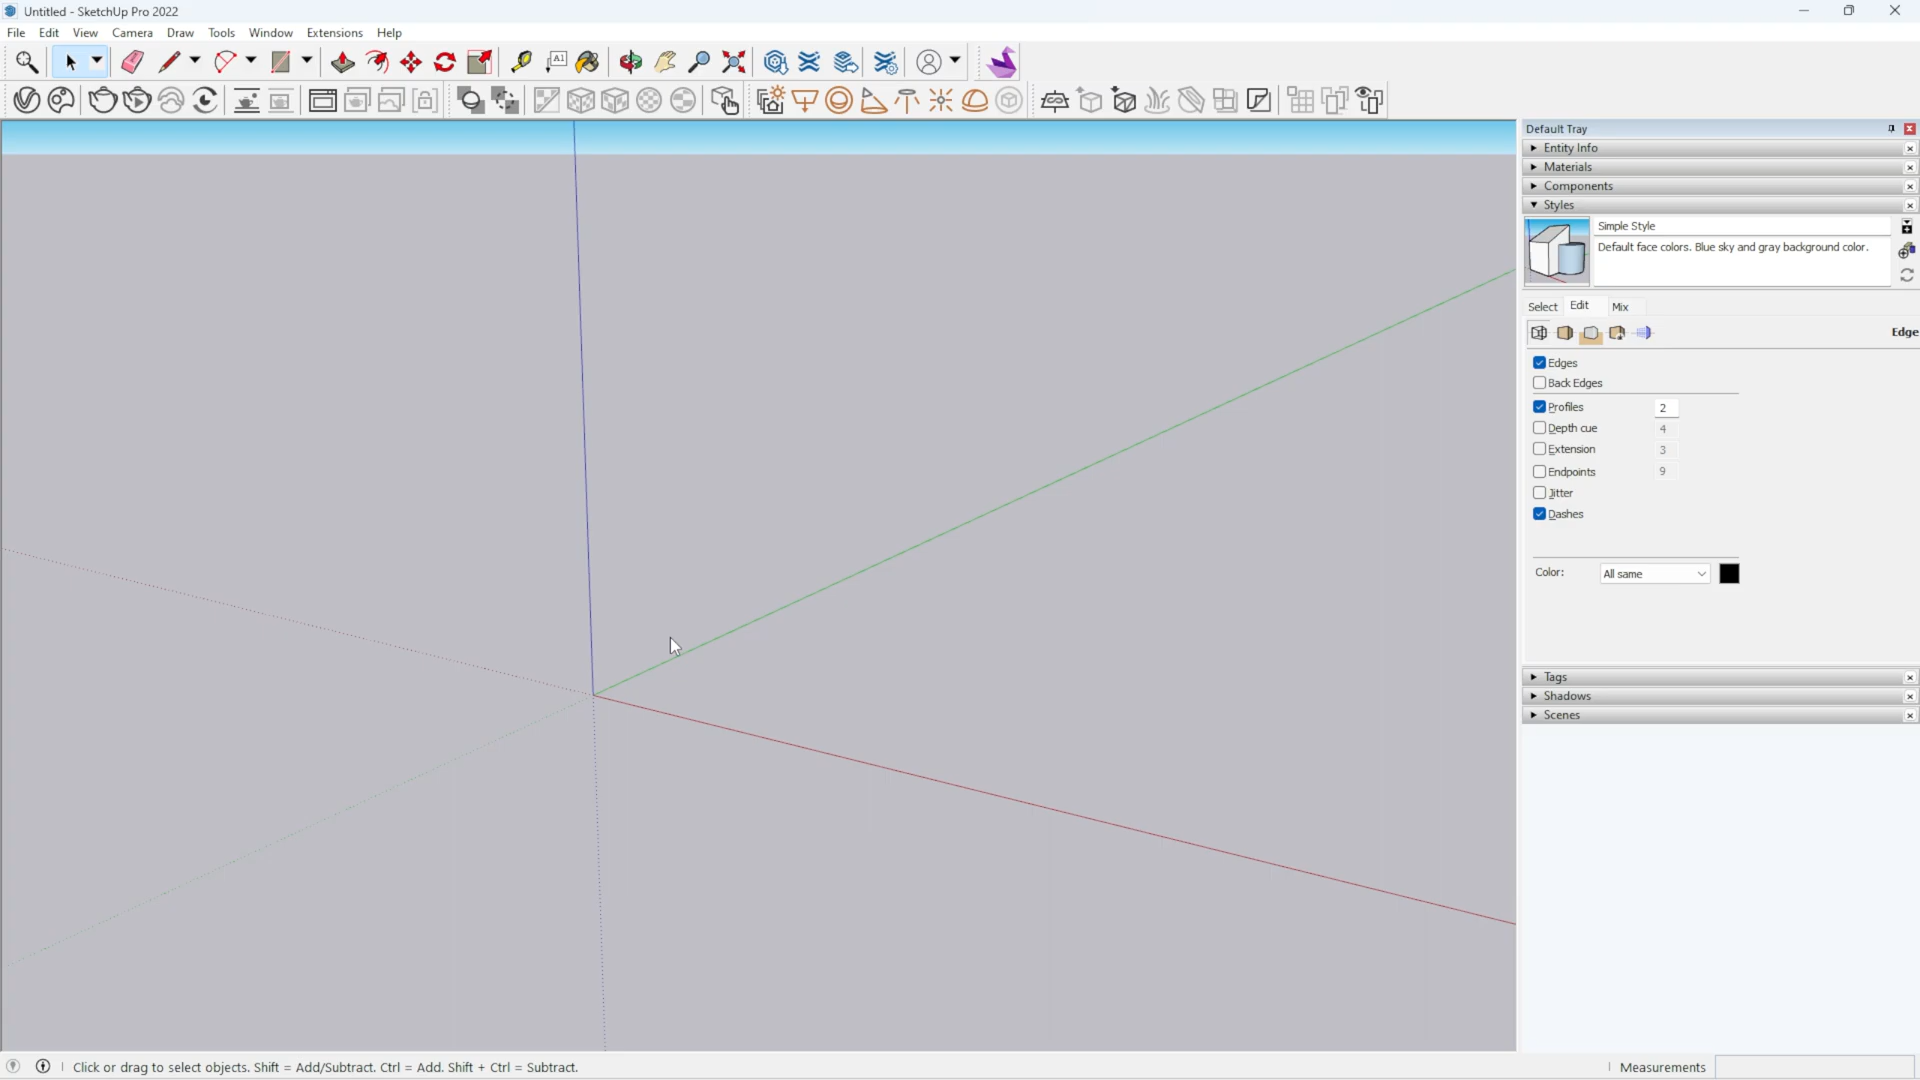 Untitled - SketchUp Pro 2022
File Edit View Camera Draw Tools Window Extensions Help
A1
Default Tray
Entity Info
Materials
Components
Styles
Simple Style
Default face colors. Blue sky and gray background color.
Select Edit Mix
Edge
Edges
Back Edges
Profiles 2
Depth cue 4
Extension 3
Endpoints 9
Jitter
Dashes
Color: All same
Tags
Shadows
Scenes
Click or drag to select objects. Shift = Add/Subtract. Ctrl = Add. Shift + Ctrl = Subtract.
Measurements